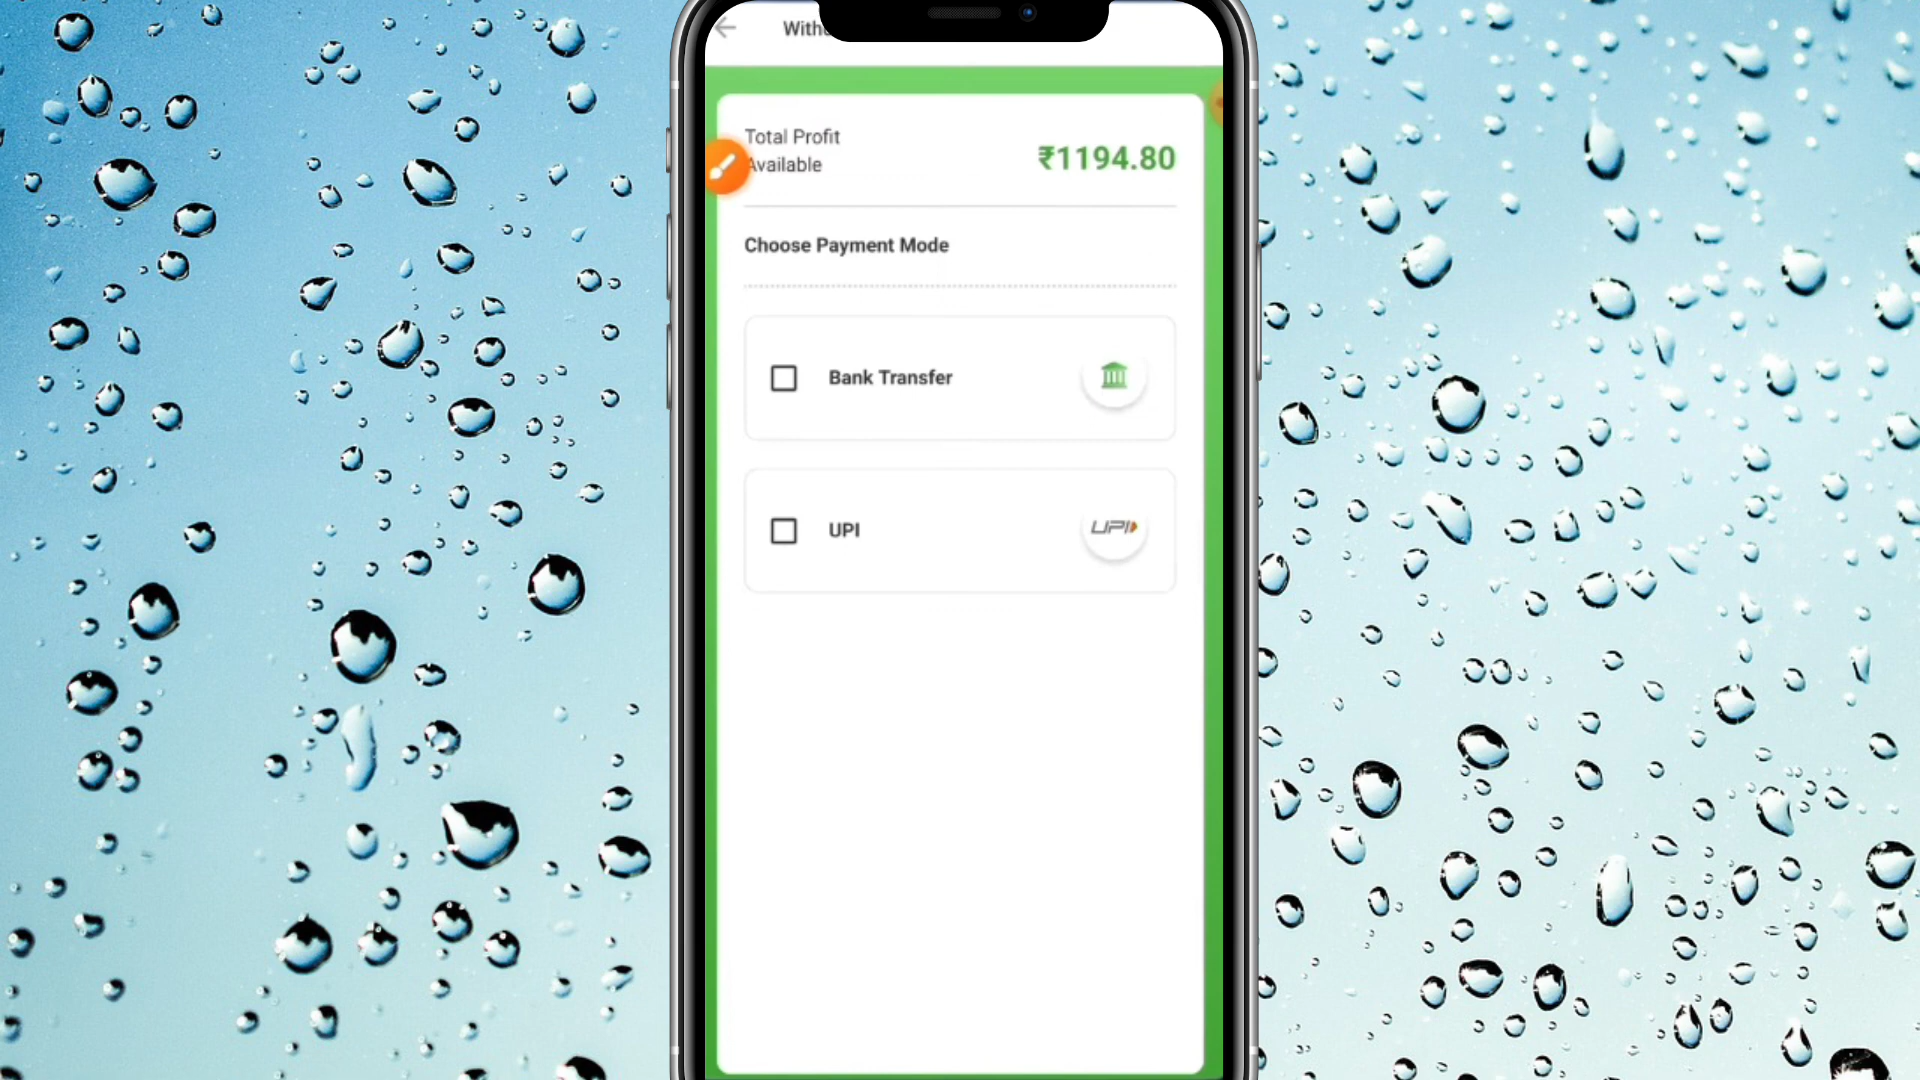 Total Profit
Available
₹1194.80
Choose Payment Mode
Bank Transfer
UPI
UPI